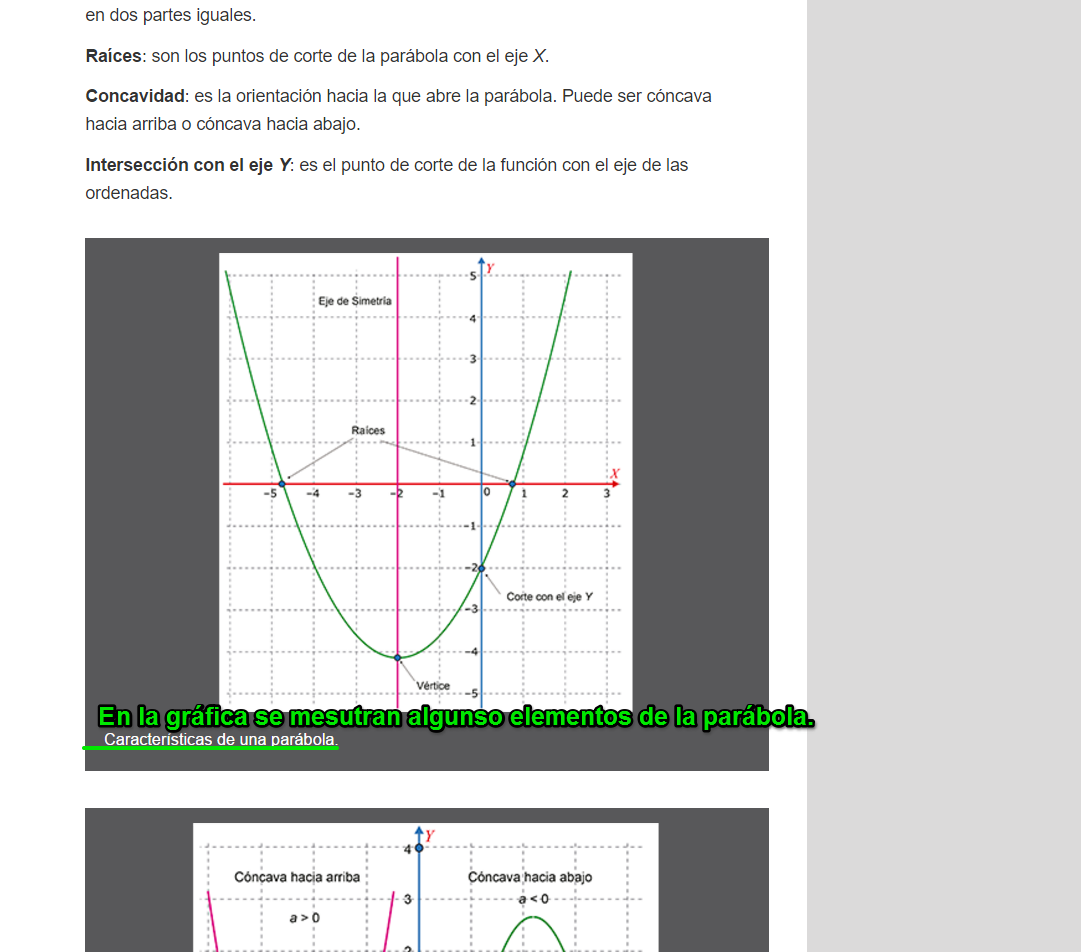 en dos partes iguales.
Raíces: son los puntos de corte de la parábola con el eje X.
Concavidad: es la orientación hacia la que abre la parábola. Puede ser cóncava
hacia arriba o cóncava hacia abajo.
Intersección con el eje Y: es el punto de corte de la función con el eje de las
ordenadas.
Y
5
Eje de Simetría
4
3
2
Raíces
1
X
-5 -4 -3 -2 -1 0 1 2 3
-1
-2
Corte con el eje Y
-3
-4
Vértice
-5
En la gráfica se mesutran algunso elementos de la parábola.
Características de una parábola.
Y
4
Cóncava hacia arriba
Cóncava hacia abajo
3
a < 0
a > 0
2